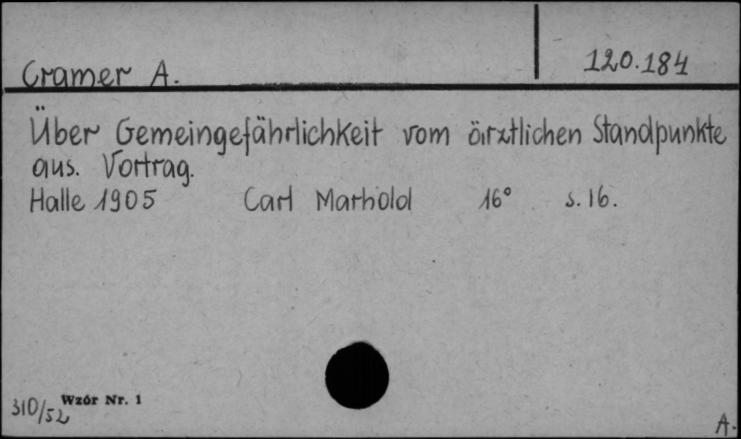 Cramer A.
120.184
Über Gemeingefährlichkeit vom ärztlichen Standpunkte
aus. Vortrag.
Halle 1905 Carl Marhold 16° s. 16.
310/52
Wzór Nr. 1
A.